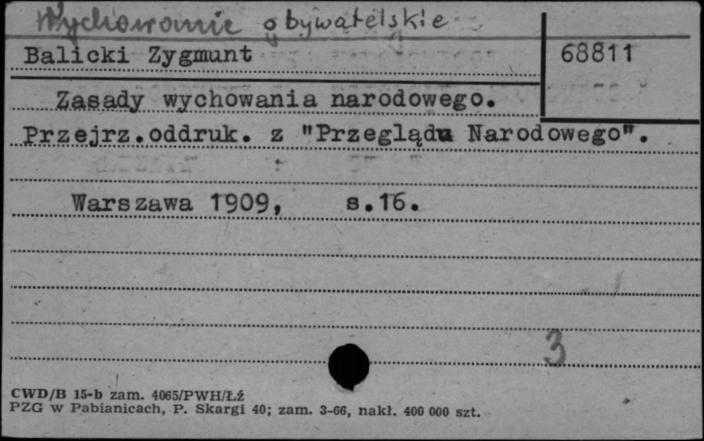 Wychowanie obywatelskie
Balicki Zygmunt
68811
Zasady wychowania narodowego.
Przejrz.oddruk. z "Przeglądu Narodowego".
Warszawa 1909, s.16.
3
CWD/B 15-b zam. 4065/PWH/Łź
PZG w Pabianicach, P. Skargi 40; zam. 3-66, nakł. 400 000 szt.